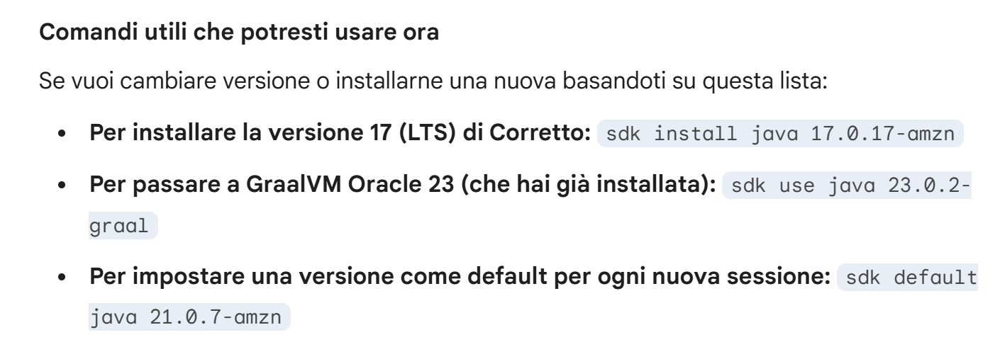 Comandi utili che potresti usare ora
Se vuoi cambiare versione o installarne una nuova basandoti su questa lista:
• Per installare la versione 17 (LTS) di Corretto: sdk install java 17.0.17-amzn
• Per passare a GraalVM Oracle 23 (che hai già installata): sdk use java 23.0.2-
graal
• Per impostare una versione come default per ogni nuova sessione: sdk default
java 21.0.7-amzn